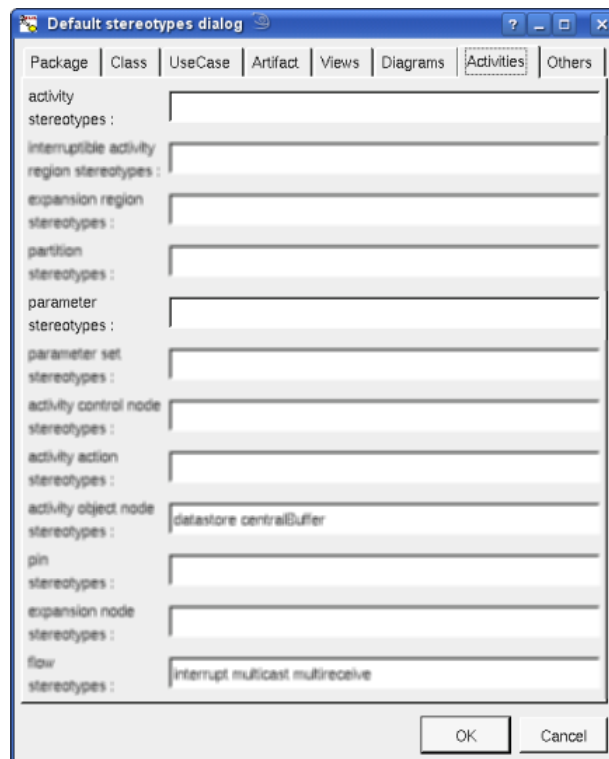 Default stereotypes dialog
Package Class UseCase Artifact Views Diagrams Activities Others
activity
stereotypes :
interruptible activity
region stereotypes :
expansion region
stereotypes :
partition
stereotypes :
parameter
stereotypes :
parameter set
stereotypes :
activity control node
stereotypes :
activity action
stereotypes :
activity object node
stereotypes :
datastore centralBuffer
pin
stereotypes :
expansion node
stereotypes :
flow
stereotypes :
interrupt multicast multireceive
OK Cancel